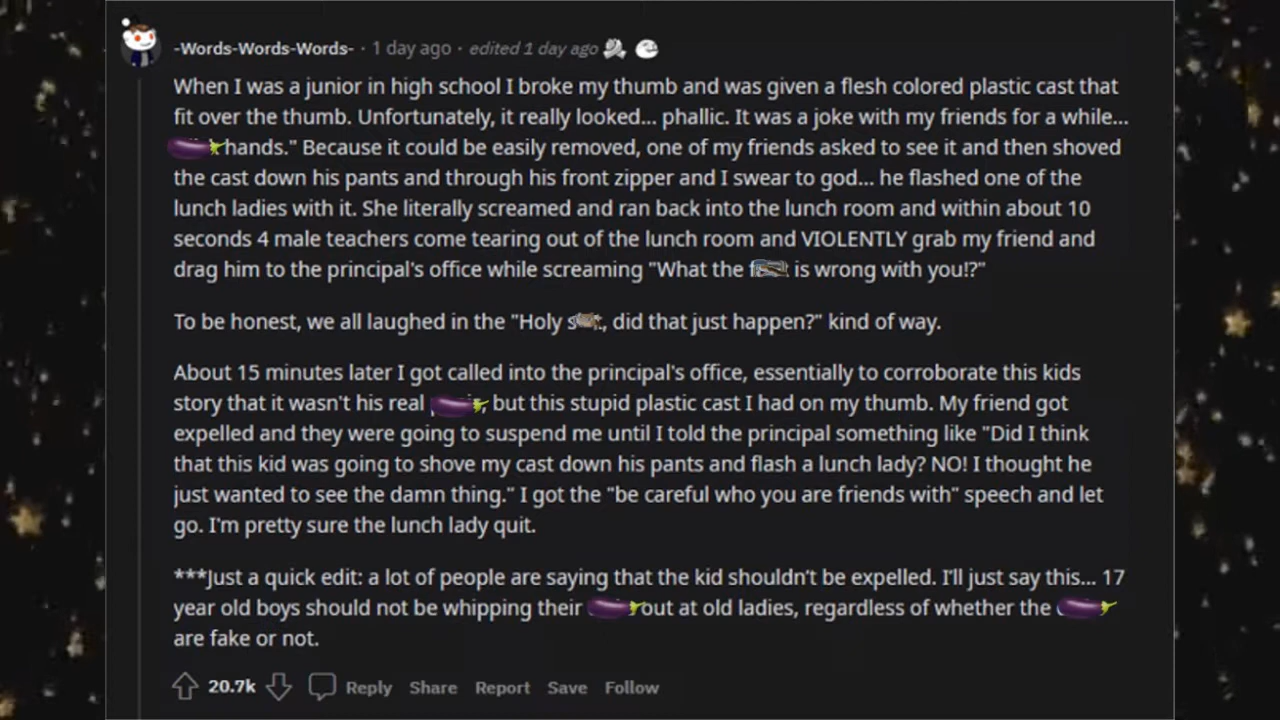 -Words-Words-Words- · 1 day ago · edited 1 day ago
When I was a junior in high school I broke my thumb and was given a flesh colored plastic cast that
fit over the thumb. Unfortunately, it really looked... phallic. It was a joke with my friends for a while...
hands." Because it could be easily removed, one of my friends asked to see it and then shoved
the cast down his pants and through his front zipper and I swear to god... he flashed one of the
lunch ladies with it. She literally screamed and ran back into the lunch room and within about 10
seconds 4 male teachers come tearing out of the lunch room and VIOLENTLY grab my friend and
drag him to the principal's office while screaming "What the is wrong with you!?"
To be honest, we all laughed in the "Holy , did that just happen?" kind of way.
About 15 minutes later I got called into the principal's office, essentially to corroborate this kids
story that it wasn't his real , but this stupid plastic cast I had on my thumb. My friend got
expelled and they were going to suspend me until I told the principal something like "Did I think
that this kid was going to shove my cast down his pants and flash a lunch lady? NO! I thought he
just wanted to see the damn thing." I got the "be careful who you are friends with" speech and let
go. I'm pretty sure the lunch lady quit.
***Just a quick edit: a lot of people are saying that the kid shouldn't be expelled. I'll just say this... 17
year old boys should not be whipping their out at old ladies, regardless of whether the
are fake or not.
20.7k Reply Share Report Save Follow